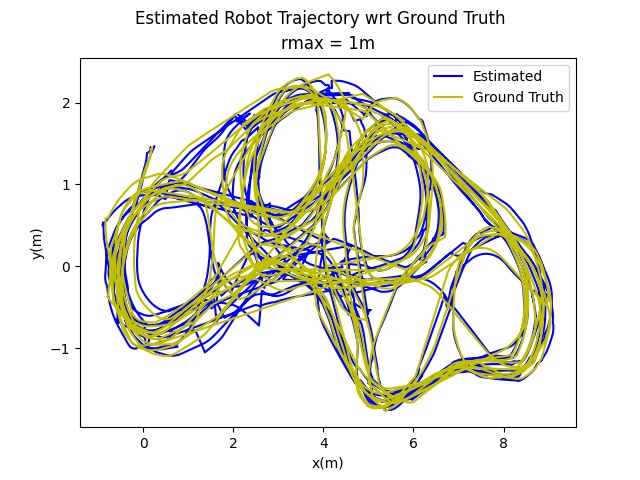 Estimated Robot Trajectory wrt Ground Truth
rmax = 1m
Estimated
Ground Truth
2
1
0
−1
y(m)
0
2
4
6
8
x(m)